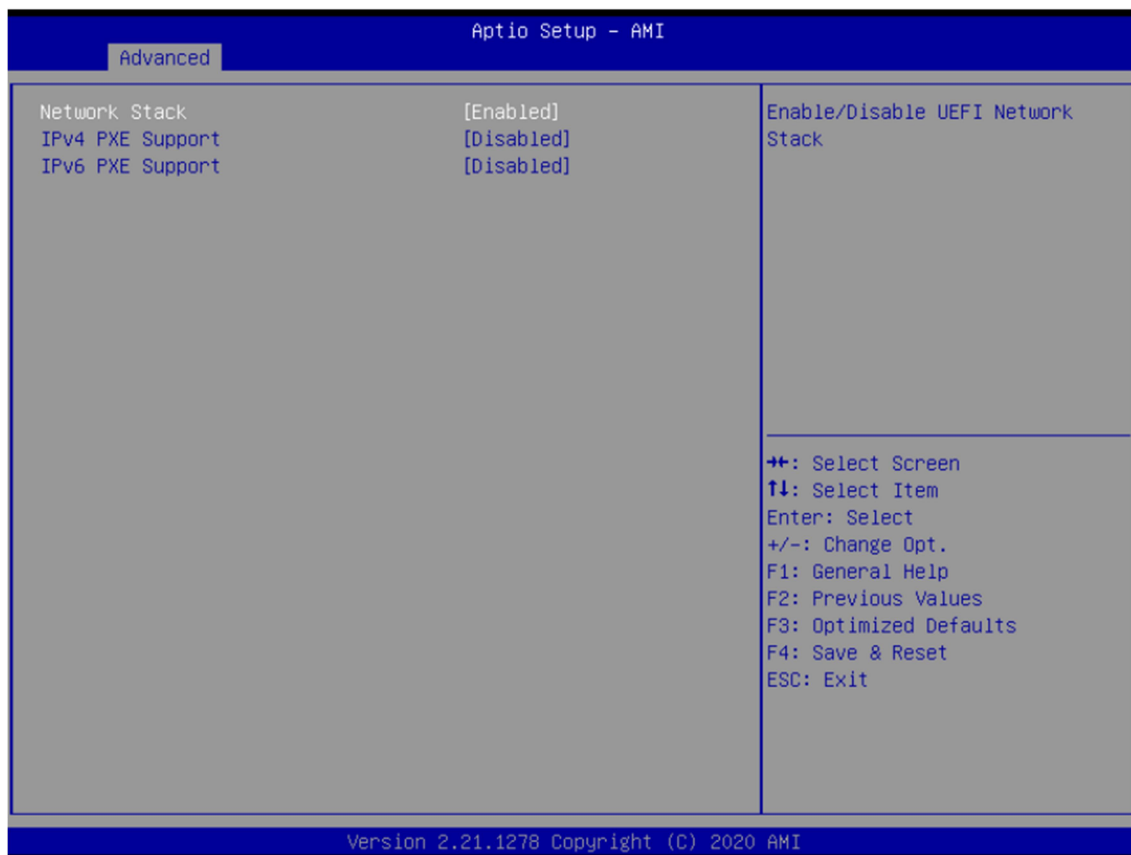 Aptio Setup - AMI
Advanced
Network Stack [Enabled]
IPv4 PXE Support [Disabled]
IPv6 PXE Support [Disabled]
Enable/Disable UEFI Network
Stack
→←: Select Screen
↑↓: Select Item
Enter: Select
+/-: Change Opt.
F1: General Help
F2: Previous Values
F3: Optimized Defaults
F4: Save & Reset
ESC: Exit
Version 2.21.1278 Copyright (C) 2020 AMI